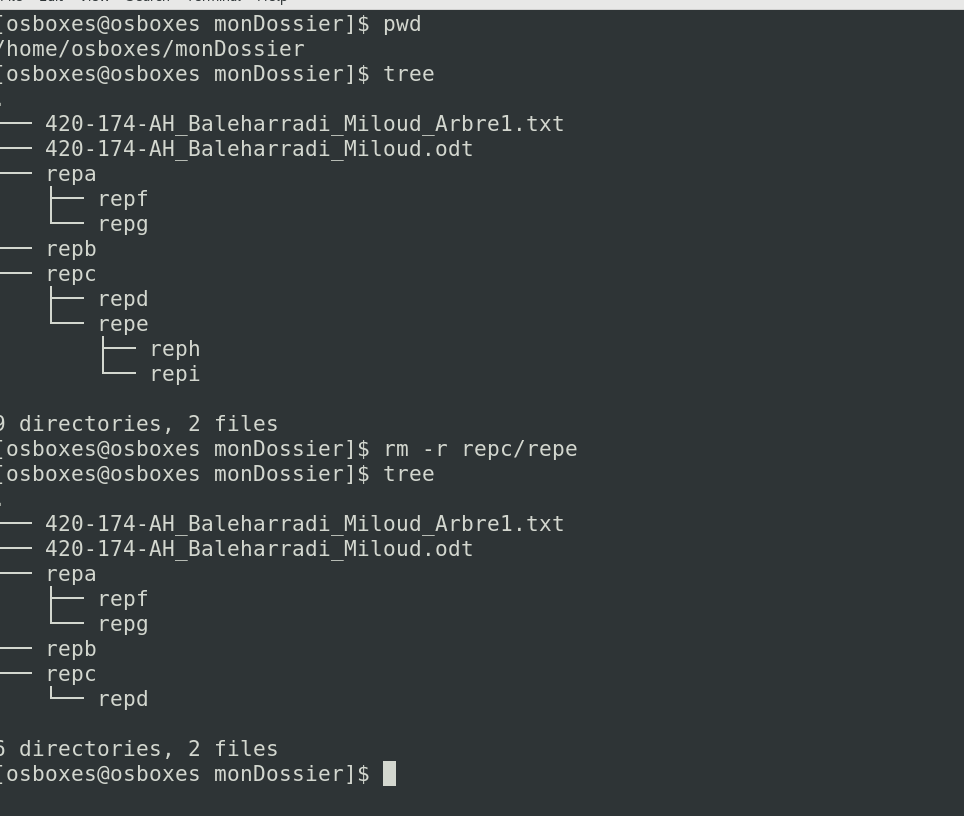 [osboxes@osboxes monDossier]$ pwd
/home/osboxes/monDossier
[osboxes@osboxes monDossier]$ tree
.
── 420-174-AH_Baleharradi_Miloud_Arbre1.txt
── 420-174-AH_Baleharradi_Miloud.odt
── repa
├── repf
└── repg
── repb
── repc
├── repd
└── repe
├── reph
└── repi
9 directories, 2 files
[osboxes@osboxes monDossier]$ rm -r repc/repe
[osboxes@osboxes monDossier]$ tree
.
── 420-174-AH_Baleharradi_Miloud_Arbre1.txt
── 420-174-AH_Baleharradi_Miloud.odt
── repa
├── repf
└── repg
── repb
── repc
└── repd
6 directories, 2 files
[osboxes@osboxes monDossier]$